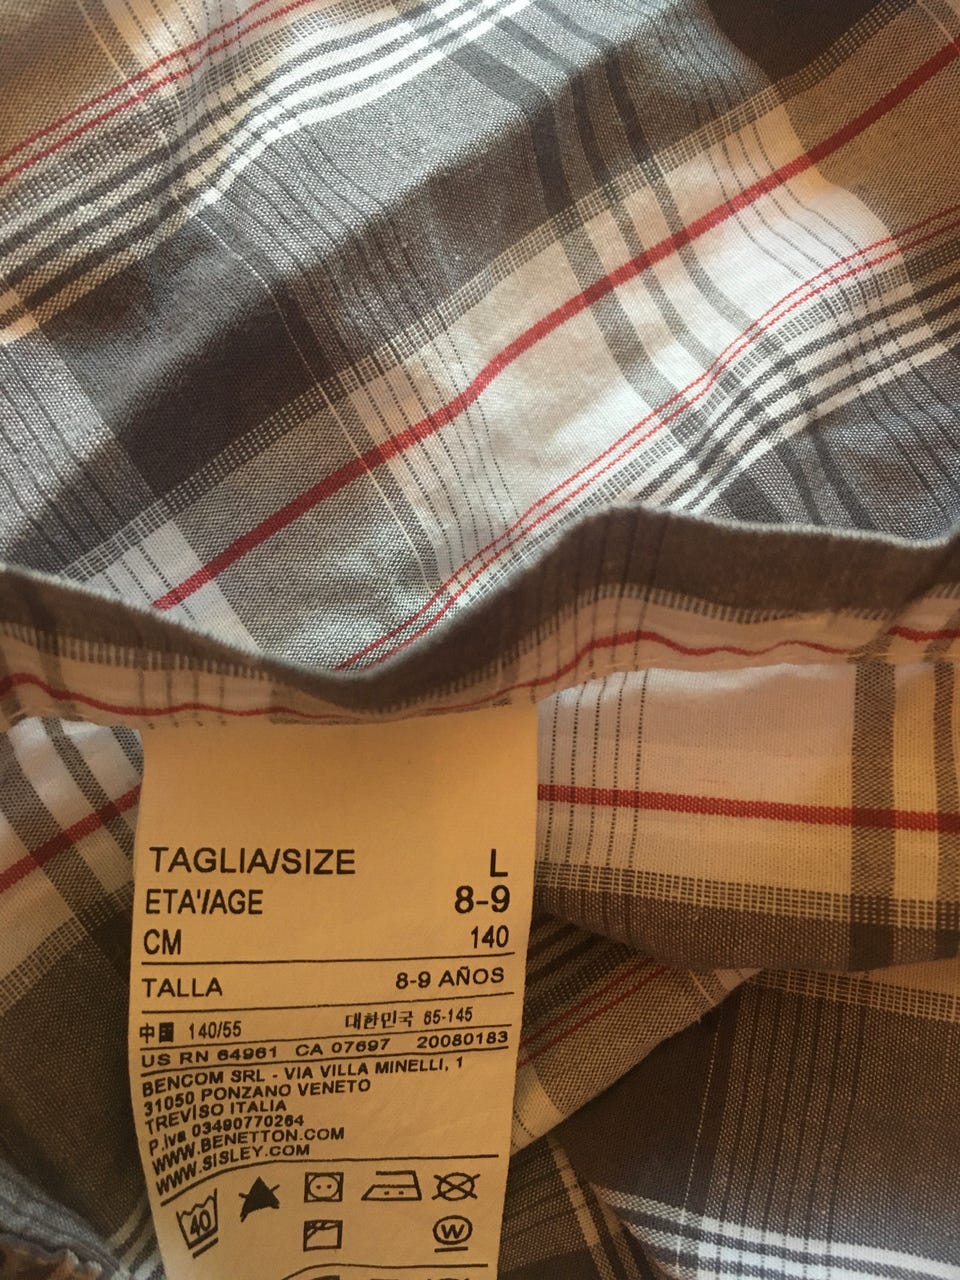 TAGLIA/SIZE L
ETA'/AGE 8-9
CM 140
TALLA 8-9 AÑOS
中国 140/55 대한민국 65-145
US RN 64961 CA 07697 20080183
BENCOM SRL - VIA VILLA MINELLI, 1
31050 PONZANO VENETO
TREVISO ITALIA
P.Iva 03490770264
WWW.BENETTON.COM
WWW.SISLEY.COM
40
W